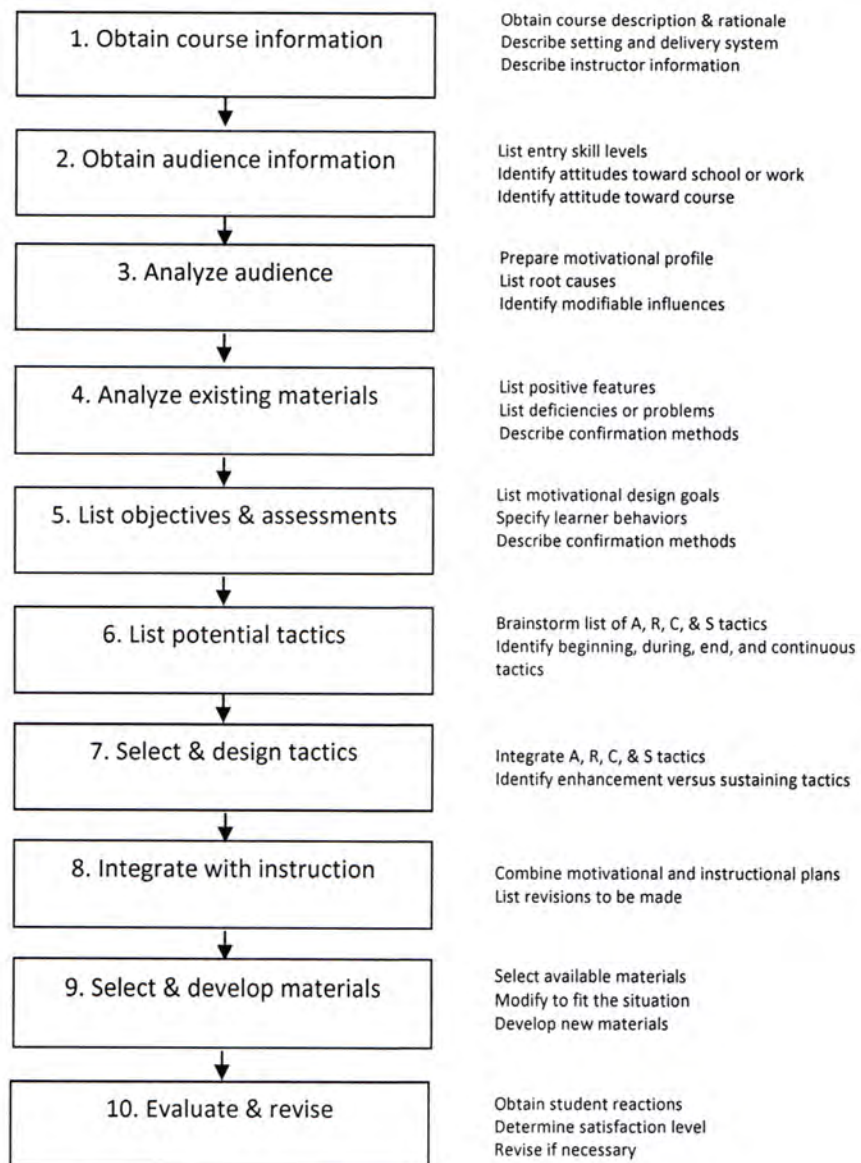 1. Obtain course information
Obtain course description & rationale
Describe setting and delivery system
Describe instructor information
2. Obtain audience information
List entry skill levels
Identify attitudes toward school or work
Identify attitude toward course
3. Analyze audience
Prepare motivational profile
List root causes
Identify modifiable influences
4. Analyze existing materials
List positive features
List deficiencies or problems
Describe confirmation methods
5. List objectives & assessments
List motivational design goals
Specify learner behaviors
Describe confirmation methods
6. List potential tactics
Brainstorm list of A, R, C, & S tactics
Identify beginning, during, end, and continuous
tactics
7. Select & design tactics
Integrate A, R, C, & S tactics
Identify enhancement versus sustaining tactics
8. Integrate with instruction
Combine motivational and instructional plans
List revisions to be made
9. Select & develop materials
Select available materials
Modify to fit the situation
Develop new materials
10. Evaluate & revise
Obtain student reactions
Determine satisfaction level
Revise if necessary